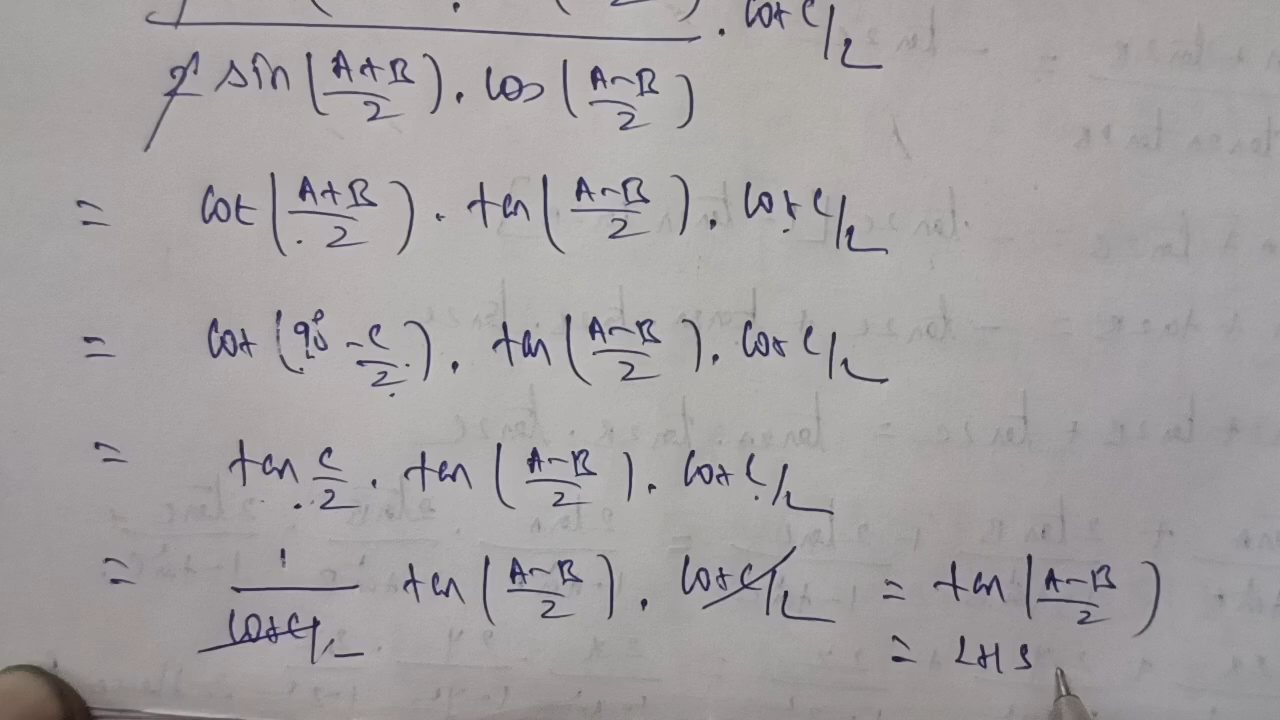 . cot C/2
2 sin (A+B/2) . cos (A-B/2)
= cot (A+B/2) . tan (A-B/2) . cot C/2
= cot (90° - C/2) . tan (A-B/2) . cot C/2
= tan C/2 . tan (A-B/2) . cot C/2
= 1/cot C/2 tan (A-B/2) . cot C/2 = tan (A-B/2)
= LHS